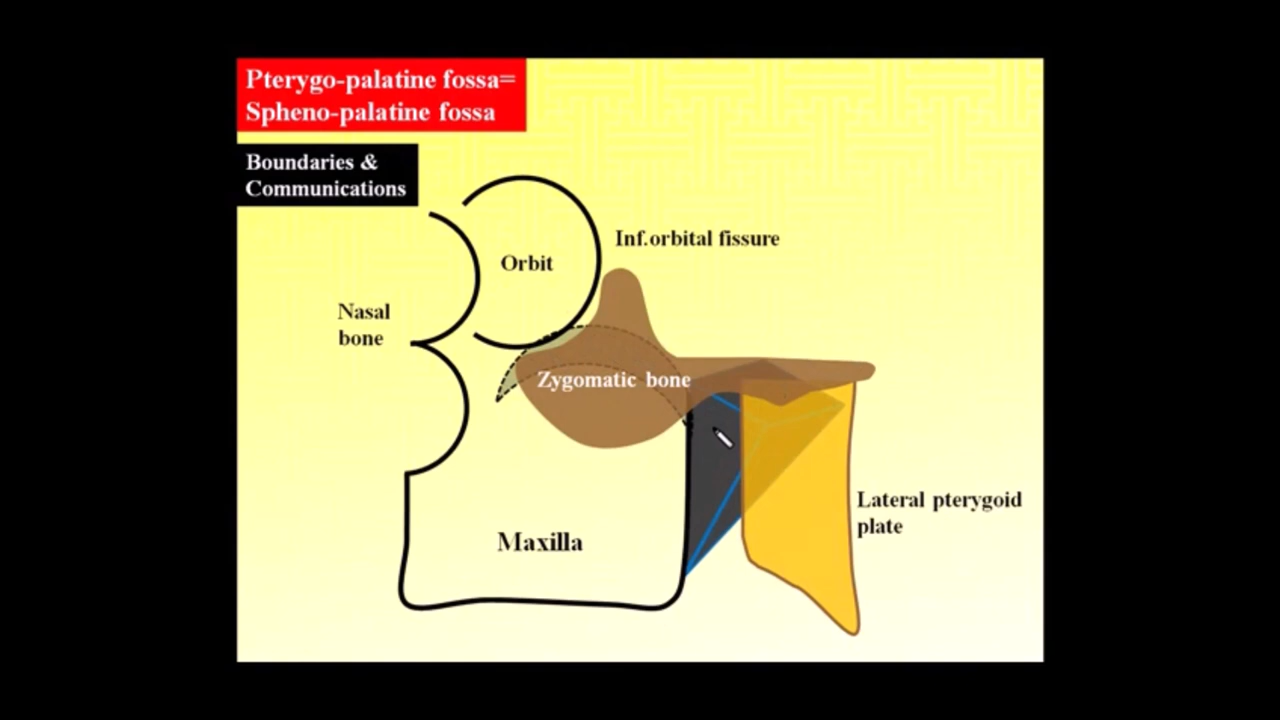 Pterygo-palatine fossa=
Spheno-palatine fossa
Boundaries &
Communications
Inf.orbital fissure
Orbit
Nasal
bone
Zygomatic bone
Lateral pterygoid
plate
Maxilla